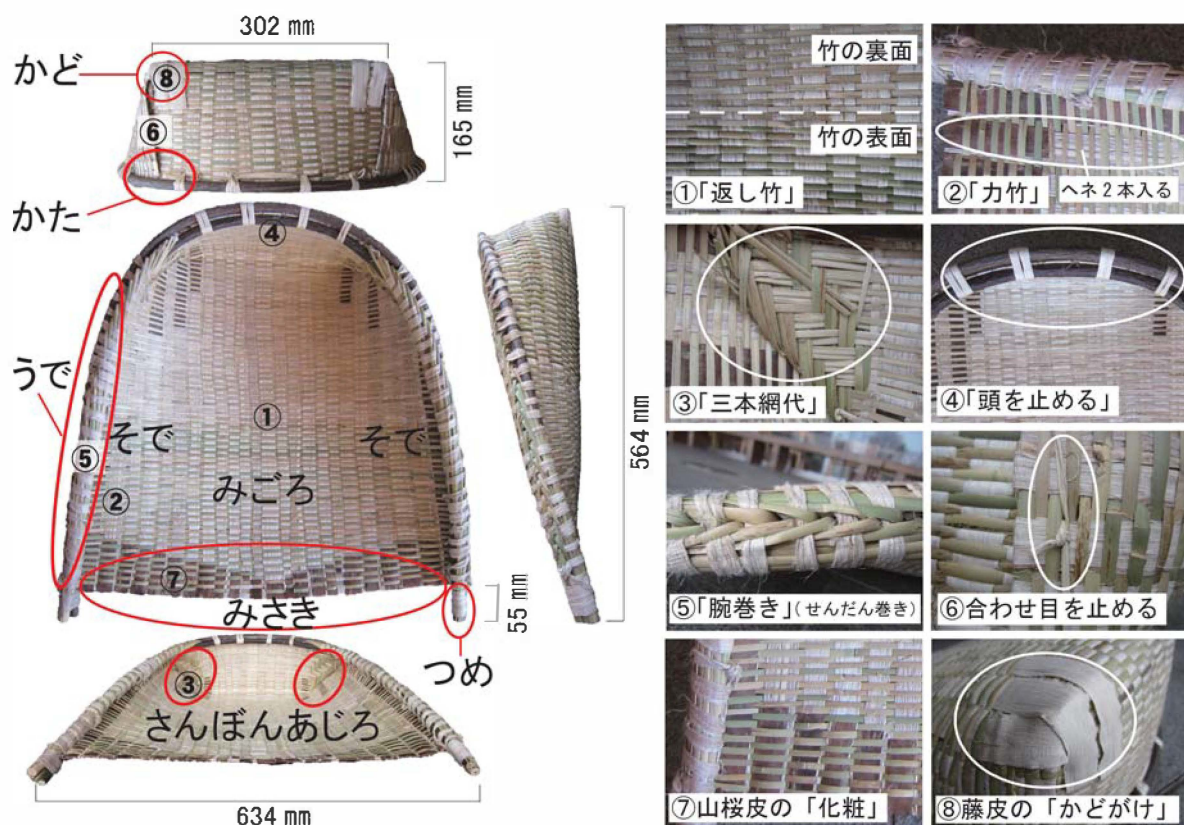 302 mm
かど
⑧
⑥
165 mm
かた
④
うで
①
そで
そで
⑤
②
みごろ
564 mm
⑦
みさき
55 mm
つめ
③
さんぼんあじろ
634 mm
竹の裏面
竹の表面
①「返し竹」
ヘネ2本入る
②「力竹」
③「三本網代」
④「頭を止める」
⑤「腕巻き」(せんだん巻き)
⑥合わせ目を止める
⑦山桜皮の「化粧」
⑧藤皮の「かどがけ」